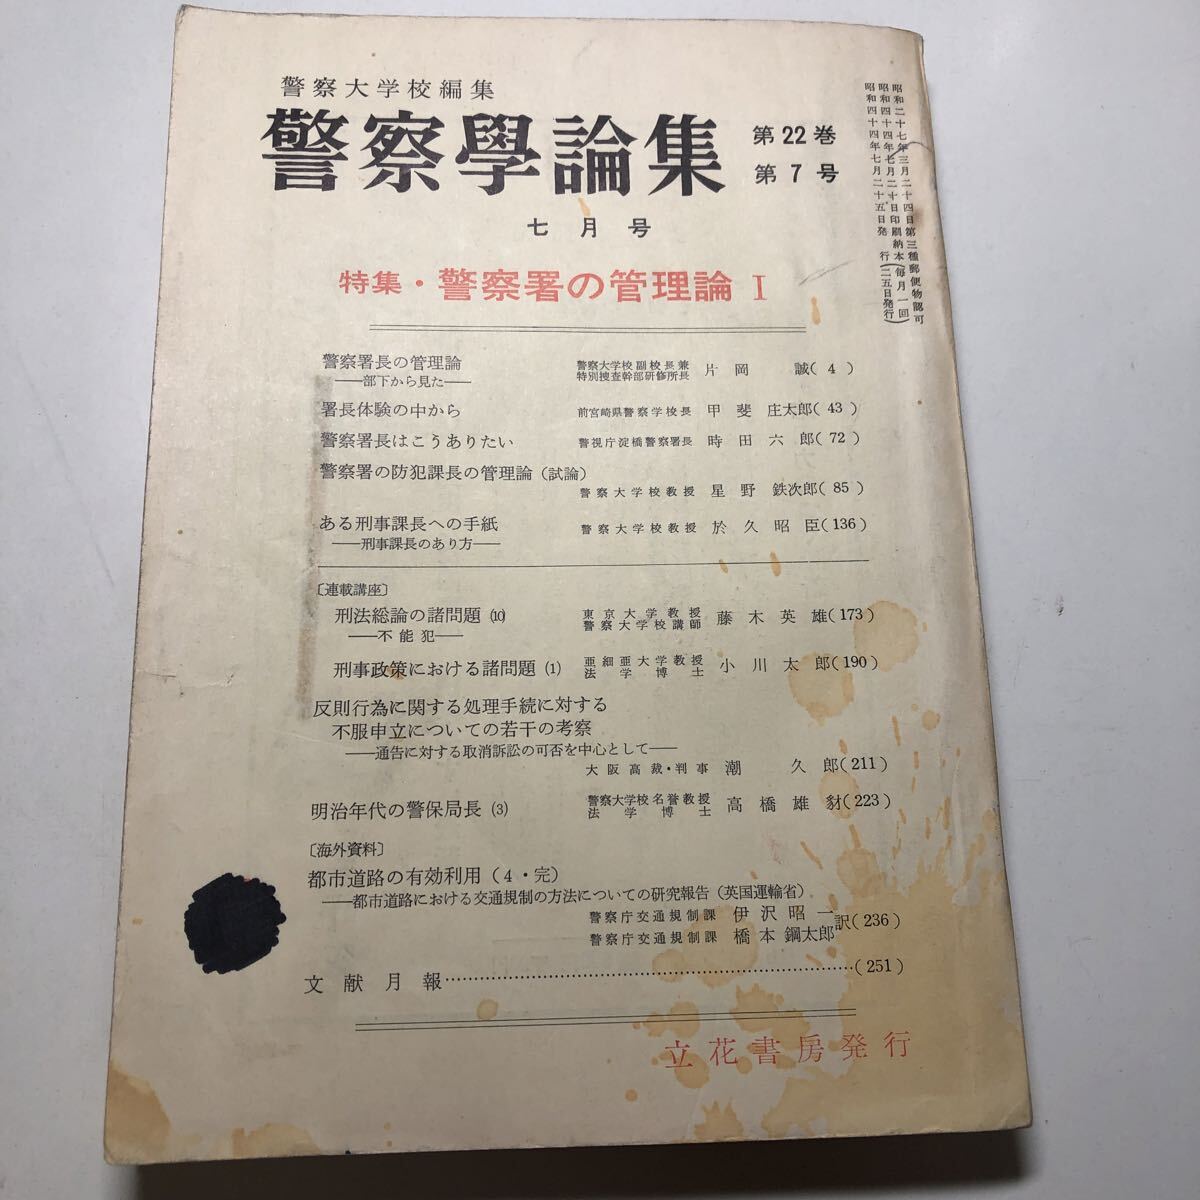 警察大学校編集
警察學論集
第22巻
第7号
七月号
昭和二十七年三月二十四日第三種郵便物認可
昭和四十四年七月二十日印刷納本(毎月一回)
昭和四十四年七月二十五日発行(二五日発行)
特集・警察署の管理論 I
警察署長の管理論
――部下から見た――
警察大学校副校長兼
特別捜査幹部研修所長
片岡 誠(4)
署長体験の中から 前宮崎県警察学校長 甲斐庄太郎(43)
警察署長はこうありたい 警視庁淀橋警察署長 時田六郎(72)
警察署の防犯課長の管理論(試論)
警察大学校教授 星野鉄次郎(85)
ある刑事課長への手紙 警察大学校教授 於久昭臣(136)
――刑事課長のあり方――
〔連載講座〕
刑法総論の諸問題 (10)
――不能犯――
東京大学教授
警察大学校講師
藤木英雄(173)
刑事政策における諸問題 (1)
亜細亜大学教授
法学博士
小川太郎(190)
反則行為に関する処理手続に対する
不服申立についての若干の考察
――通告に対する取消訴訟の可否を中心として――
大阪高裁・判事 潮 久郎(211)
明治年代の警保局長 (3)
警察大学校名誉教授
法学博士
高橋雄豺(223)
〔海外資料〕
都市道路の有効利用(4・完)
――都市道路における交通規制の方法についての研究報告(英国運輸省)
警察庁交通規制課 伊沢昭一
警察庁交通規制課 橋本鋼太郎
訳(236)
文献月報……………………(251)
立花書房発行